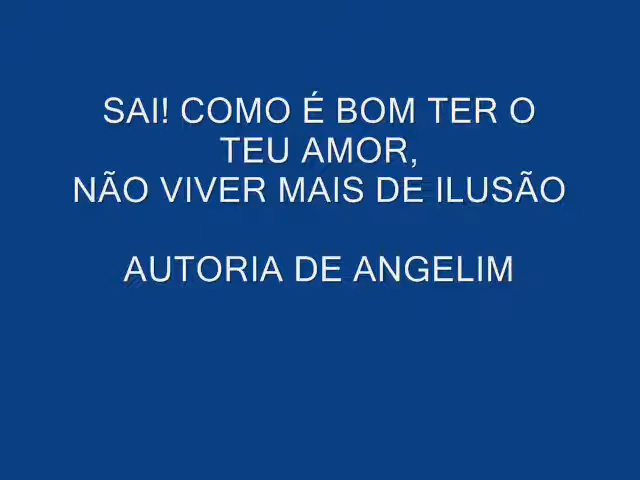 SAI! COMO É BOM TER O
TEU AMOR,
NÃO VIVER MAIS DE ILUSÃO
AUTORIA DE ANGELIM